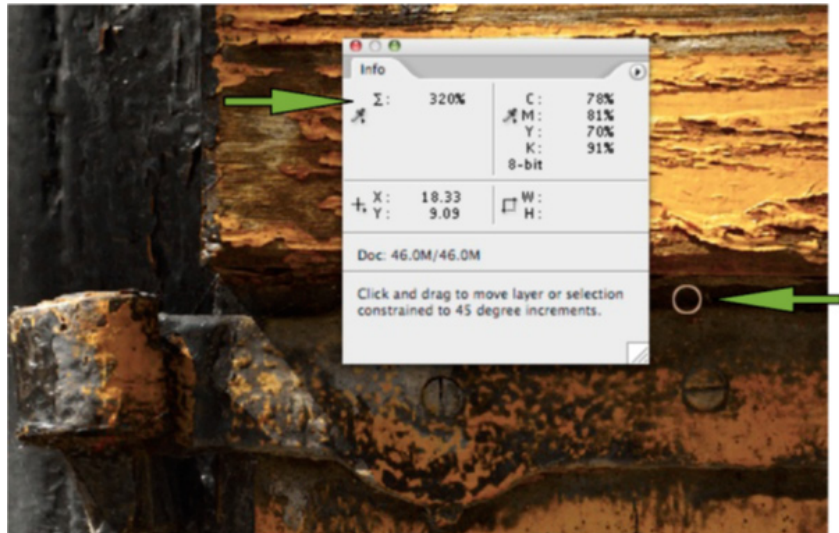 Info
Σ: 320%
C: 78%
M: 81%
Y: 70%
K: 91%
8-bit
X: 18.33
Y: 9.09
W:
H:
Doc: 46.0M/46.0M
Click and drag to move layer or selection
constrained to 45 degree increments.